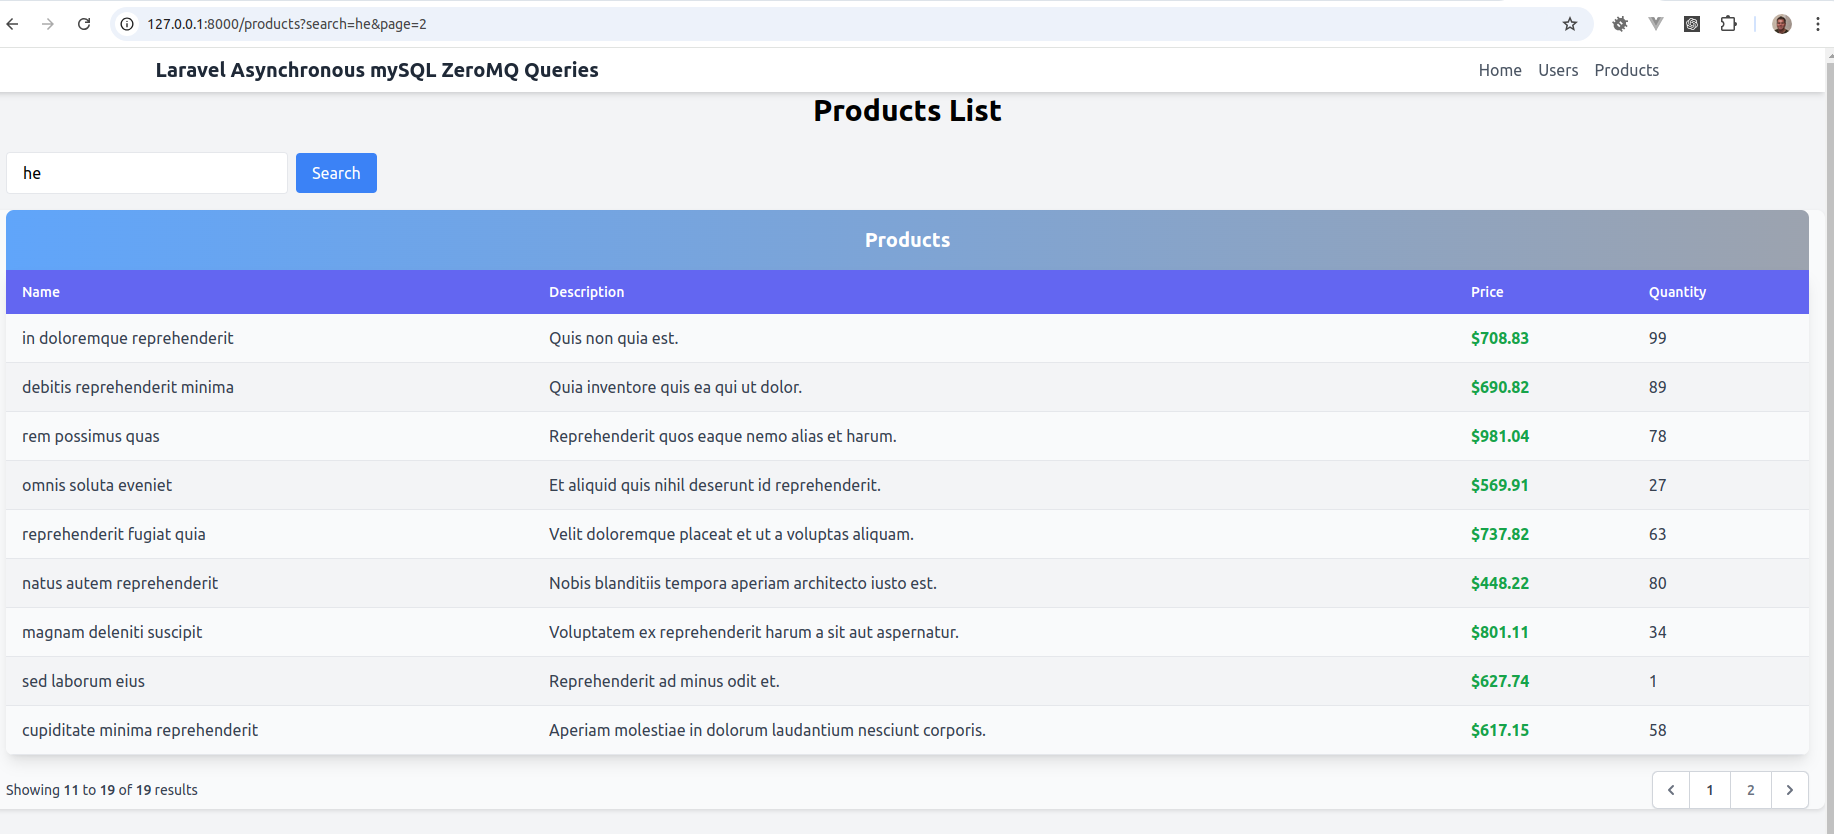 127.0.0.1:8000/products?search=he&page=2
Laravel Asynchronous mySQL ZeroMQ Queries Home Users Products
Products List
he Search
Products
Name Description Price Quantity
in doloremque reprehenderit Quis non quia est. $708.83 99
debitis reprehenderit minima Quia inventore quis ea qui ut dolor. $690.82 89
rem possimus quas Reprehenderit quos eaque nemo alias et harum. $981.04 78
omnis soluta eveniet Et aliquid quis nihil deserunt id reprehenderit. $569.91 27
reprehenderit fugiat quia Velit doloremque placeat et ut a voluptas aliquam. $737.82 63
natus autem reprehenderit Nobis blanditiis tempora aperiam architecto iusto est. $448.22 80
magnam deleniti suscipit Voluptatem ex reprehenderit harum a sit aut aspernatur. $801.11 34
sed laborum eius Reprehenderit ad minus odit et. $627.74 1
cupiditate minima reprehenderit Aperiam molestiae in dolorum laudantium nesciunt corporis. $617.15 58
Showing 11 to 19 of 19 results 1 2